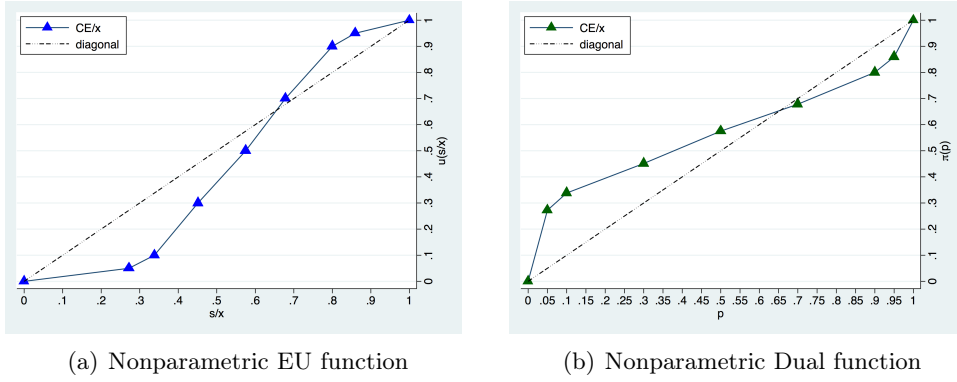 CE/x
diagonal
1
.9
.8
.7
.6
.5
.4
.3
.2
.1
0
u(s/x)
0 .1 .2 .3 .4 .5 .6 .7 .8 .9 1
s/x
(a) Nonparametric EU function
CE/x
diagonal
1
.9
.8
.7
.6
.5
.4
.3
.2
.1
0
π(p)
0 .05 .1 .15 .2 .25 .3 .35 .4 .45 .5 .55 .6 .65 .7 .75 .8 .85 .9 .95 1
p
(b) Nonparametric Dual function